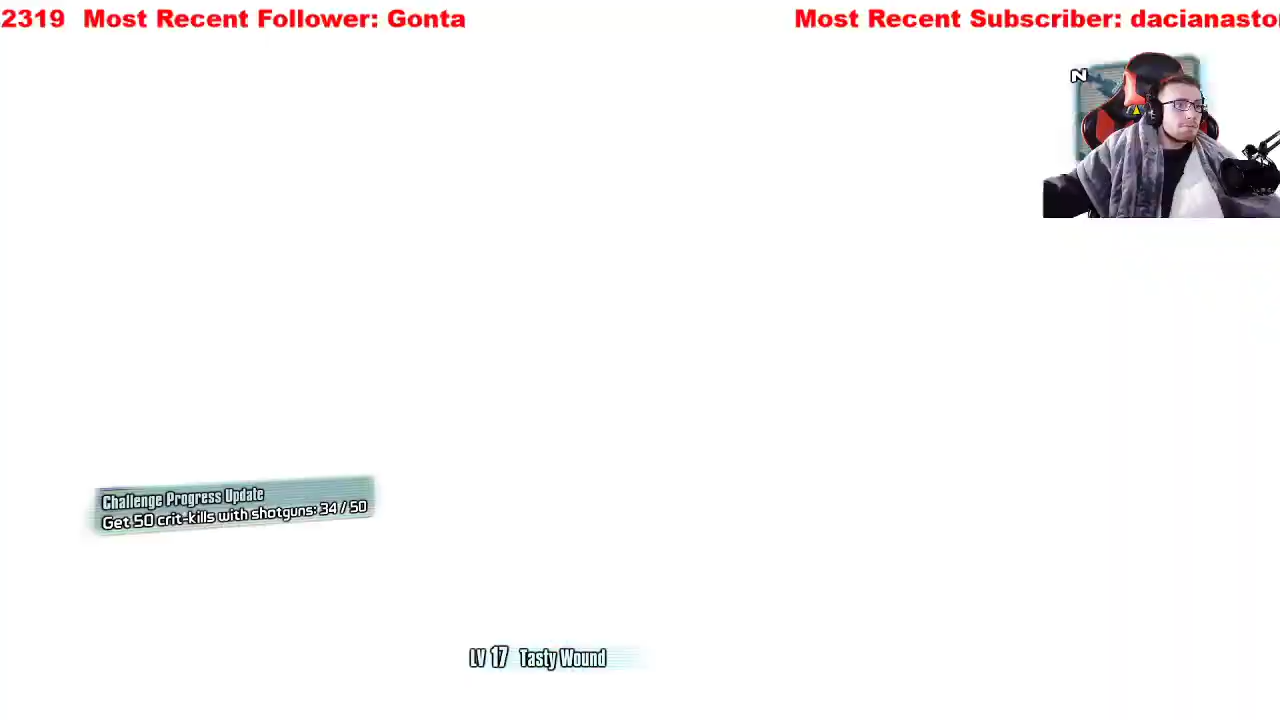 2319 Most Recent Follower: Gonta
Most Recent Subscriber: dacianasto
N
Challenge Progress Update
Get 50 crit-kills with shotguns: 34 / 50
LV 17 Tasty Wound